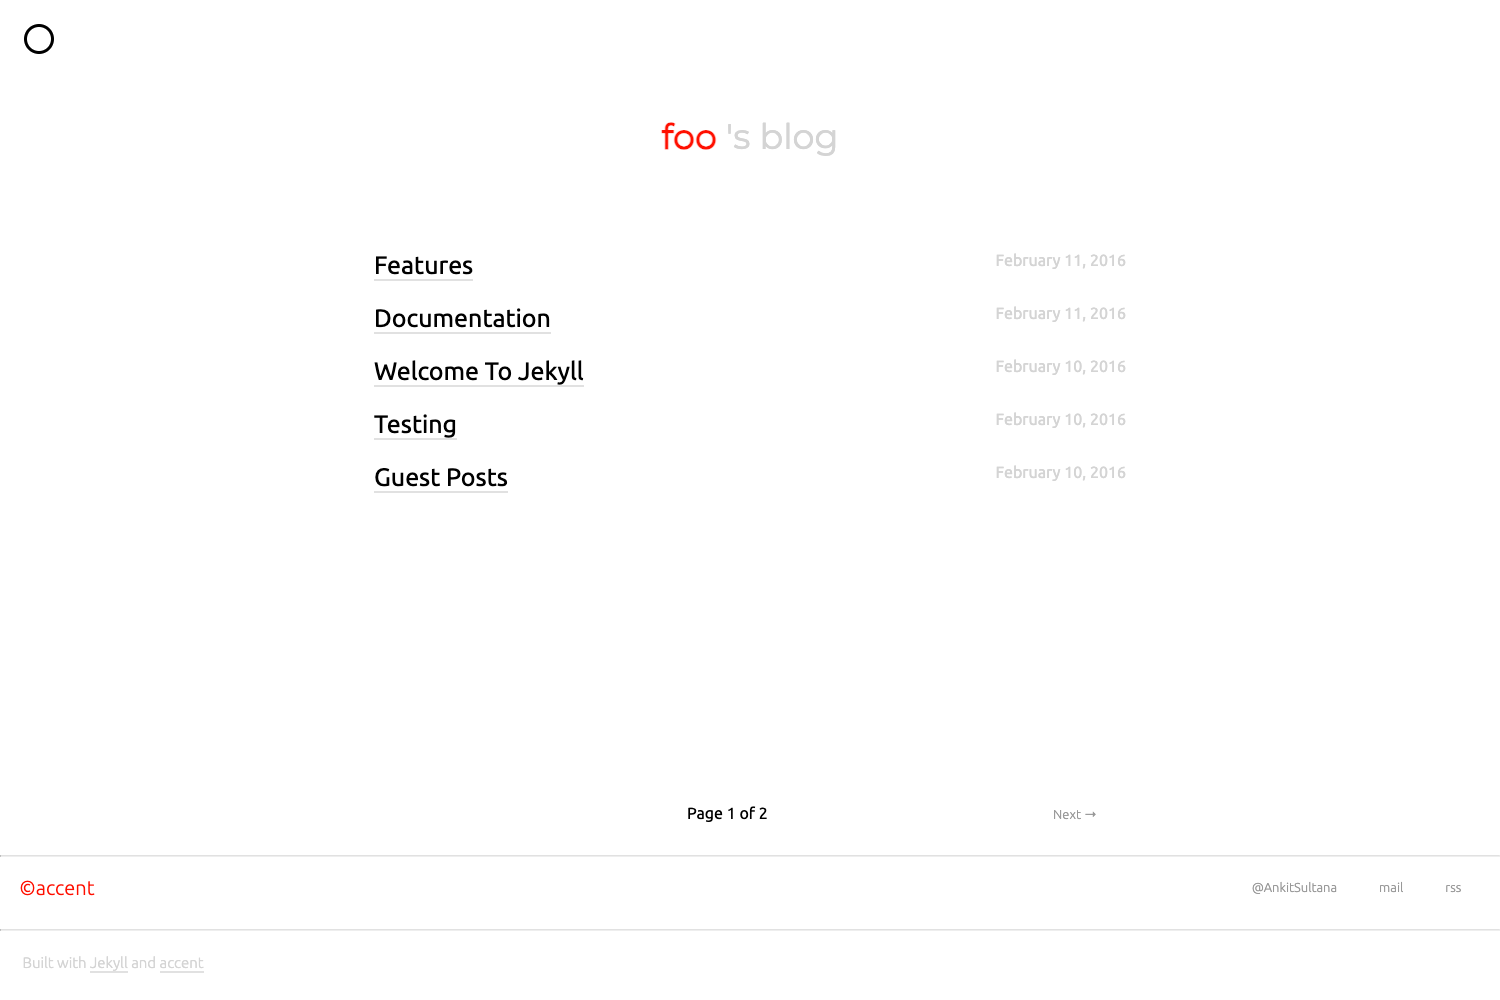 foo 's blog
Features February 11, 2016
Documentation February 11, 2016
Welcome To Jekyll February 10, 2016
Testing February 10, 2016
Guest Posts February 10, 2016
Page 1 of 2 Next →
©accent @AnkitSultana mail rss
Built with Jekyll and accent